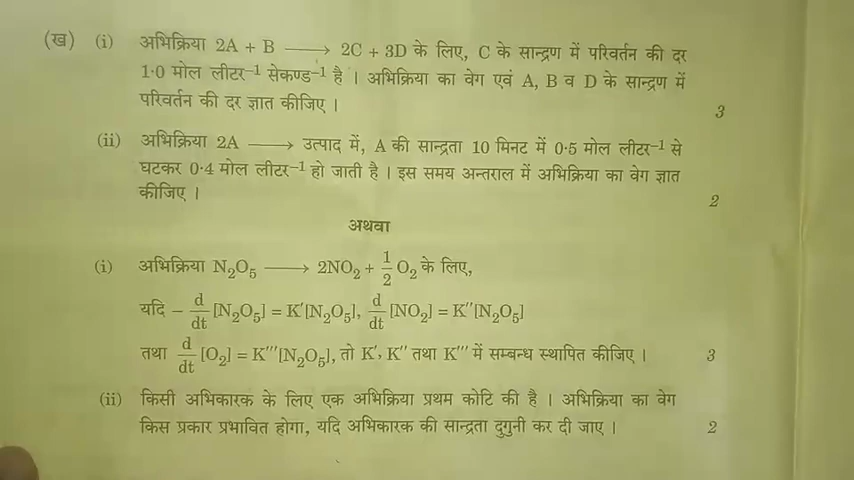 (ख) (i) अभिक्रिया 2A + B ⟶ 2C + 3D के लिए, C के सान्द्रण में परिवर्तन की दर
1·0 मोल लीटर⁻¹ सेकण्ड⁻¹ है । अभिक्रिया का वेग एवं A, B व D के सान्द्रण में
परिवर्तन की दर ज्ञात कीजिए । 3
(ii) अभिक्रिया 2A ⟶ उत्पाद में, A की सान्द्रता 10 मिनट में 0·5 मोल लीटर⁻¹ से
घटकर 0·4 मोल लीटर⁻¹ हो जाती है । इस समय अन्तराल में अभिक्रिया का वेग ज्ञात
कीजिए । 2
अथवा
(i) अभिक्रिया N₂O₅ ⟶ 2NO₂ + 1/2 O₂ के लिए,
यदि – d/dt [N₂O₅] = K′[N₂O₅], d/dt [NO₂] = K′′[N₂O₅]
तथा d/dt [O₂] = K′′′[N₂O₅], तो K′, K′′ तथा K′′′ में सम्बन्ध स्थापित कीजिए । 3
(ii) किसी अभिकारक के लिए एक अभिक्रिया प्रथम कोटि की है । अभिक्रिया का वेग
किस प्रकार प्रभावित होगा, यदि अभिकारक की सान्द्रता दुगुनी कर दी जाए । 2